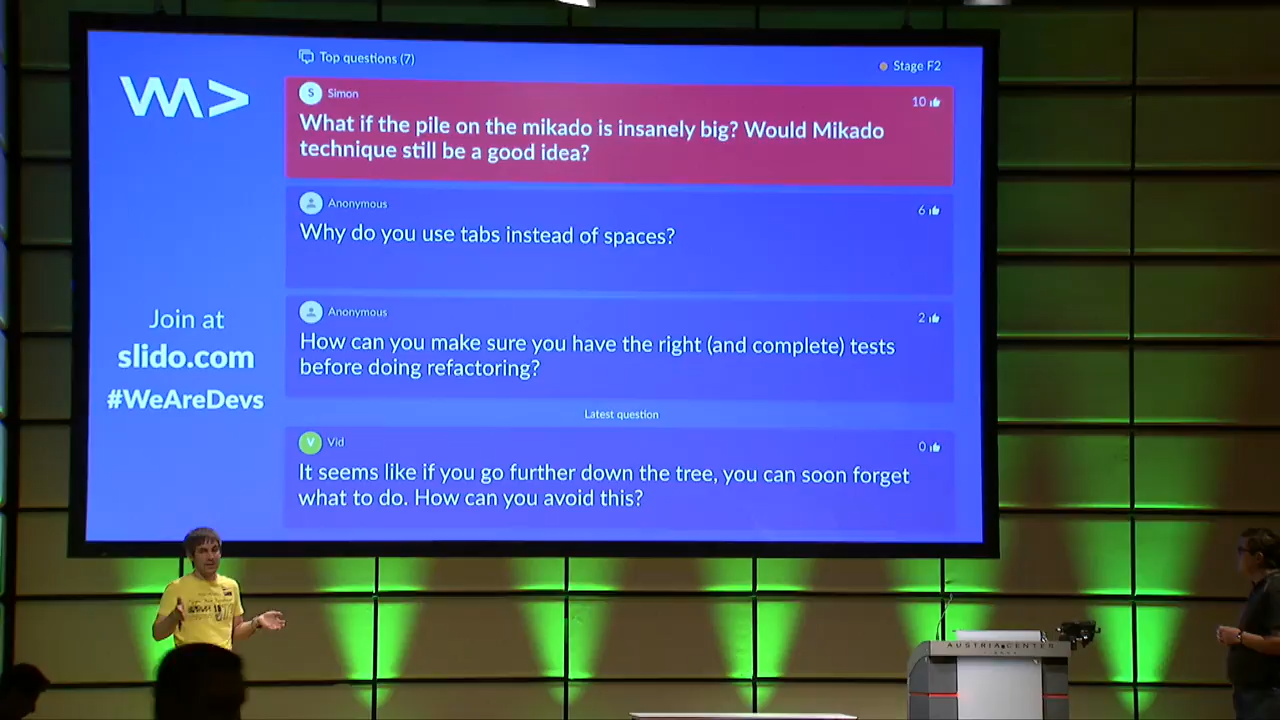 Top questions (7)
Stage F2
S Simon
10
What if the pile on the mikado is insanely big? Would Mikado
technique still be a good idea?
Anonymous
6
Why do you use tabs instead of spaces?
Anonymous
2
How can you make sure you have the right (and complete) tests
before doing refactoring?
Latest question
V Vid
0
It seems like if you go further down the tree, you can soon forget
what to do. How can you avoid this?
Join at
slido.com
#WeAreDevs
AUSTRIA CENTER